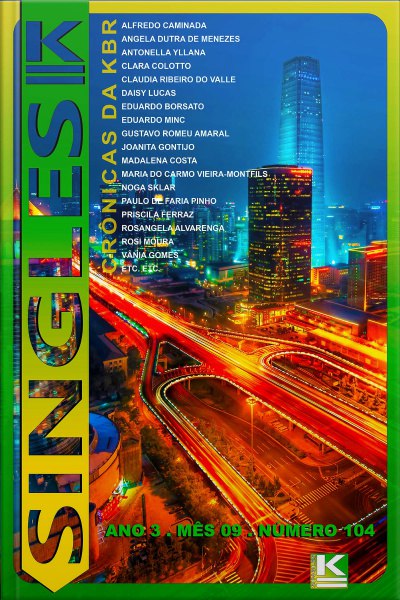 SINGLESK
CRÔNICAS DA KBR
ALFREDO CAMINADA
ANGELA DUTRA DE MENEZES
ANTONELLA YLLANA
CLARA COLOTTO
CLAUDIA RIBEIRO DO VALLE
DAISY LUCAS
EDUARDO BORSATO
EDUARDO MINC
GUSTAVO ROMEU AMARAL
JOANITA GONTIJO
MADALENA COSTA
MARIA DO CARMO VIEIRA-MONTFILS
NOGA SKLAR
PAULO DE FARIA PINHO
PRISCILA FERRAZ
ROSANGELA ALVARENGA
ROSI MOURA
VÂNIA GOMES
ETC. ETC.
ANO 3 . MÊS 09 . NÚMERO 104
K